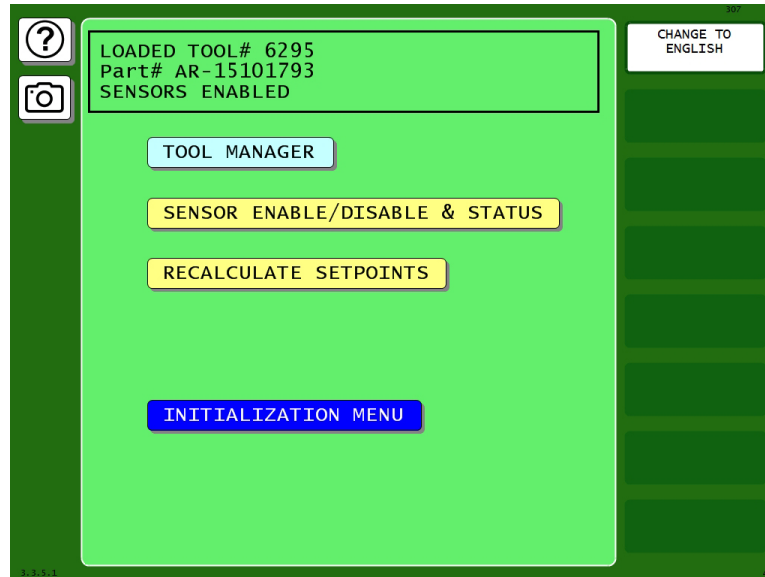 307
?
CHANGE TO
ENGLISH
LOADED TOOL# 6295
Part# AR-15101793
SENSORS ENABLED
TOOL MANAGER
SENSOR ENABLE/DISABLE & STATUS
RECALCULATE SETPOINTS
INITIALIZATION MENU
3.3.5.1